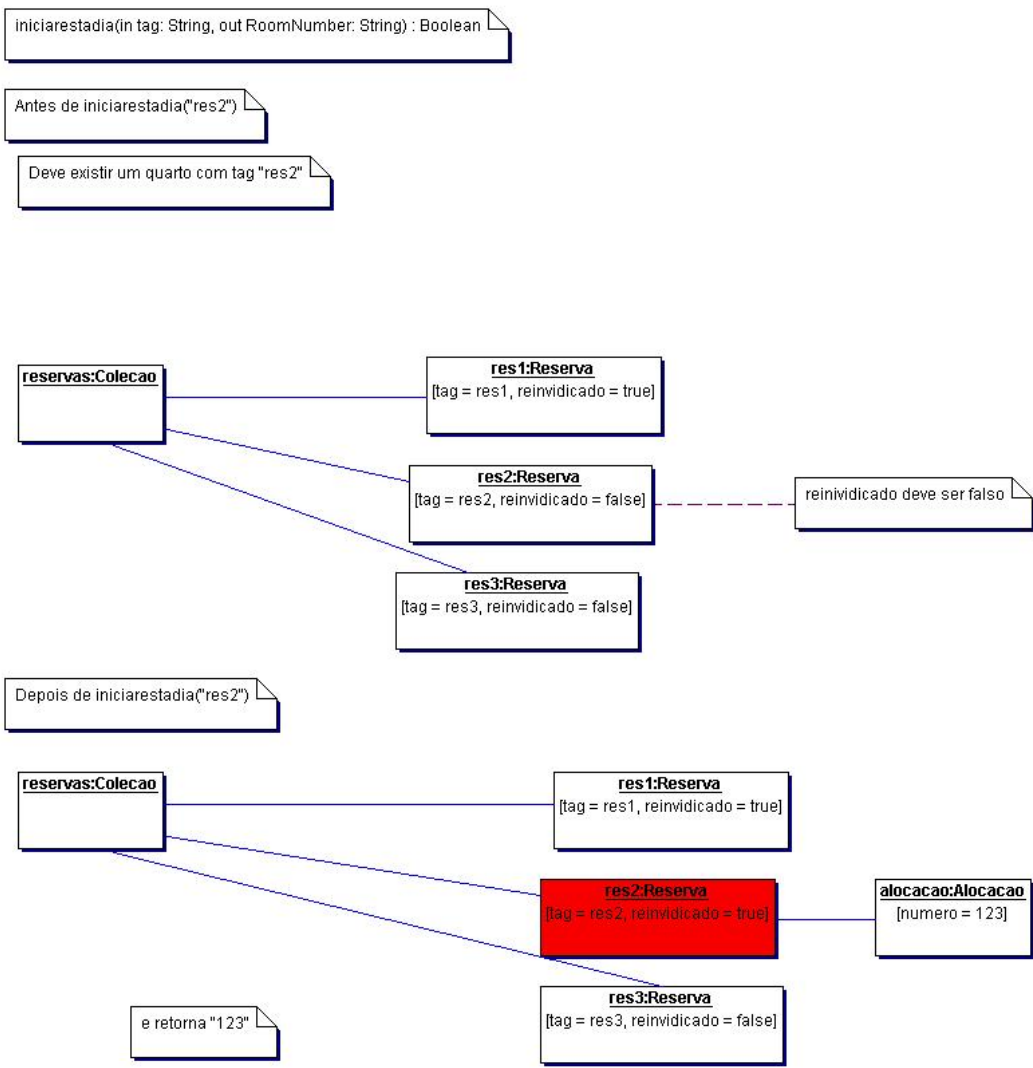 iniciarestadia(in tag: String, out RoomNumber: String) : Boolean
Antes de iniciarestadia("res2")
Deve existir um quarto com tag "res2"
reservas:Colecao
res1:Reserva
[tag = res1, reinvidicado = true]
res2:Reserva
[tag = res2, reinvidicado = false]
reinividicado deve ser falso
res3:Reserva
[tag = res3, reinvidicado = false]
Depois de iniciarestadia("res2")
reservas:Colecao
res1:Reserva
[tag = res1, reinvidicado = true]
res2:Reserva
[tag = res2, reinvidicado = true]
alocacao:Alocacao
[numero = 123]
res3:Reserva
[tag = res3, reinvidicado = false]
e retorna "123"